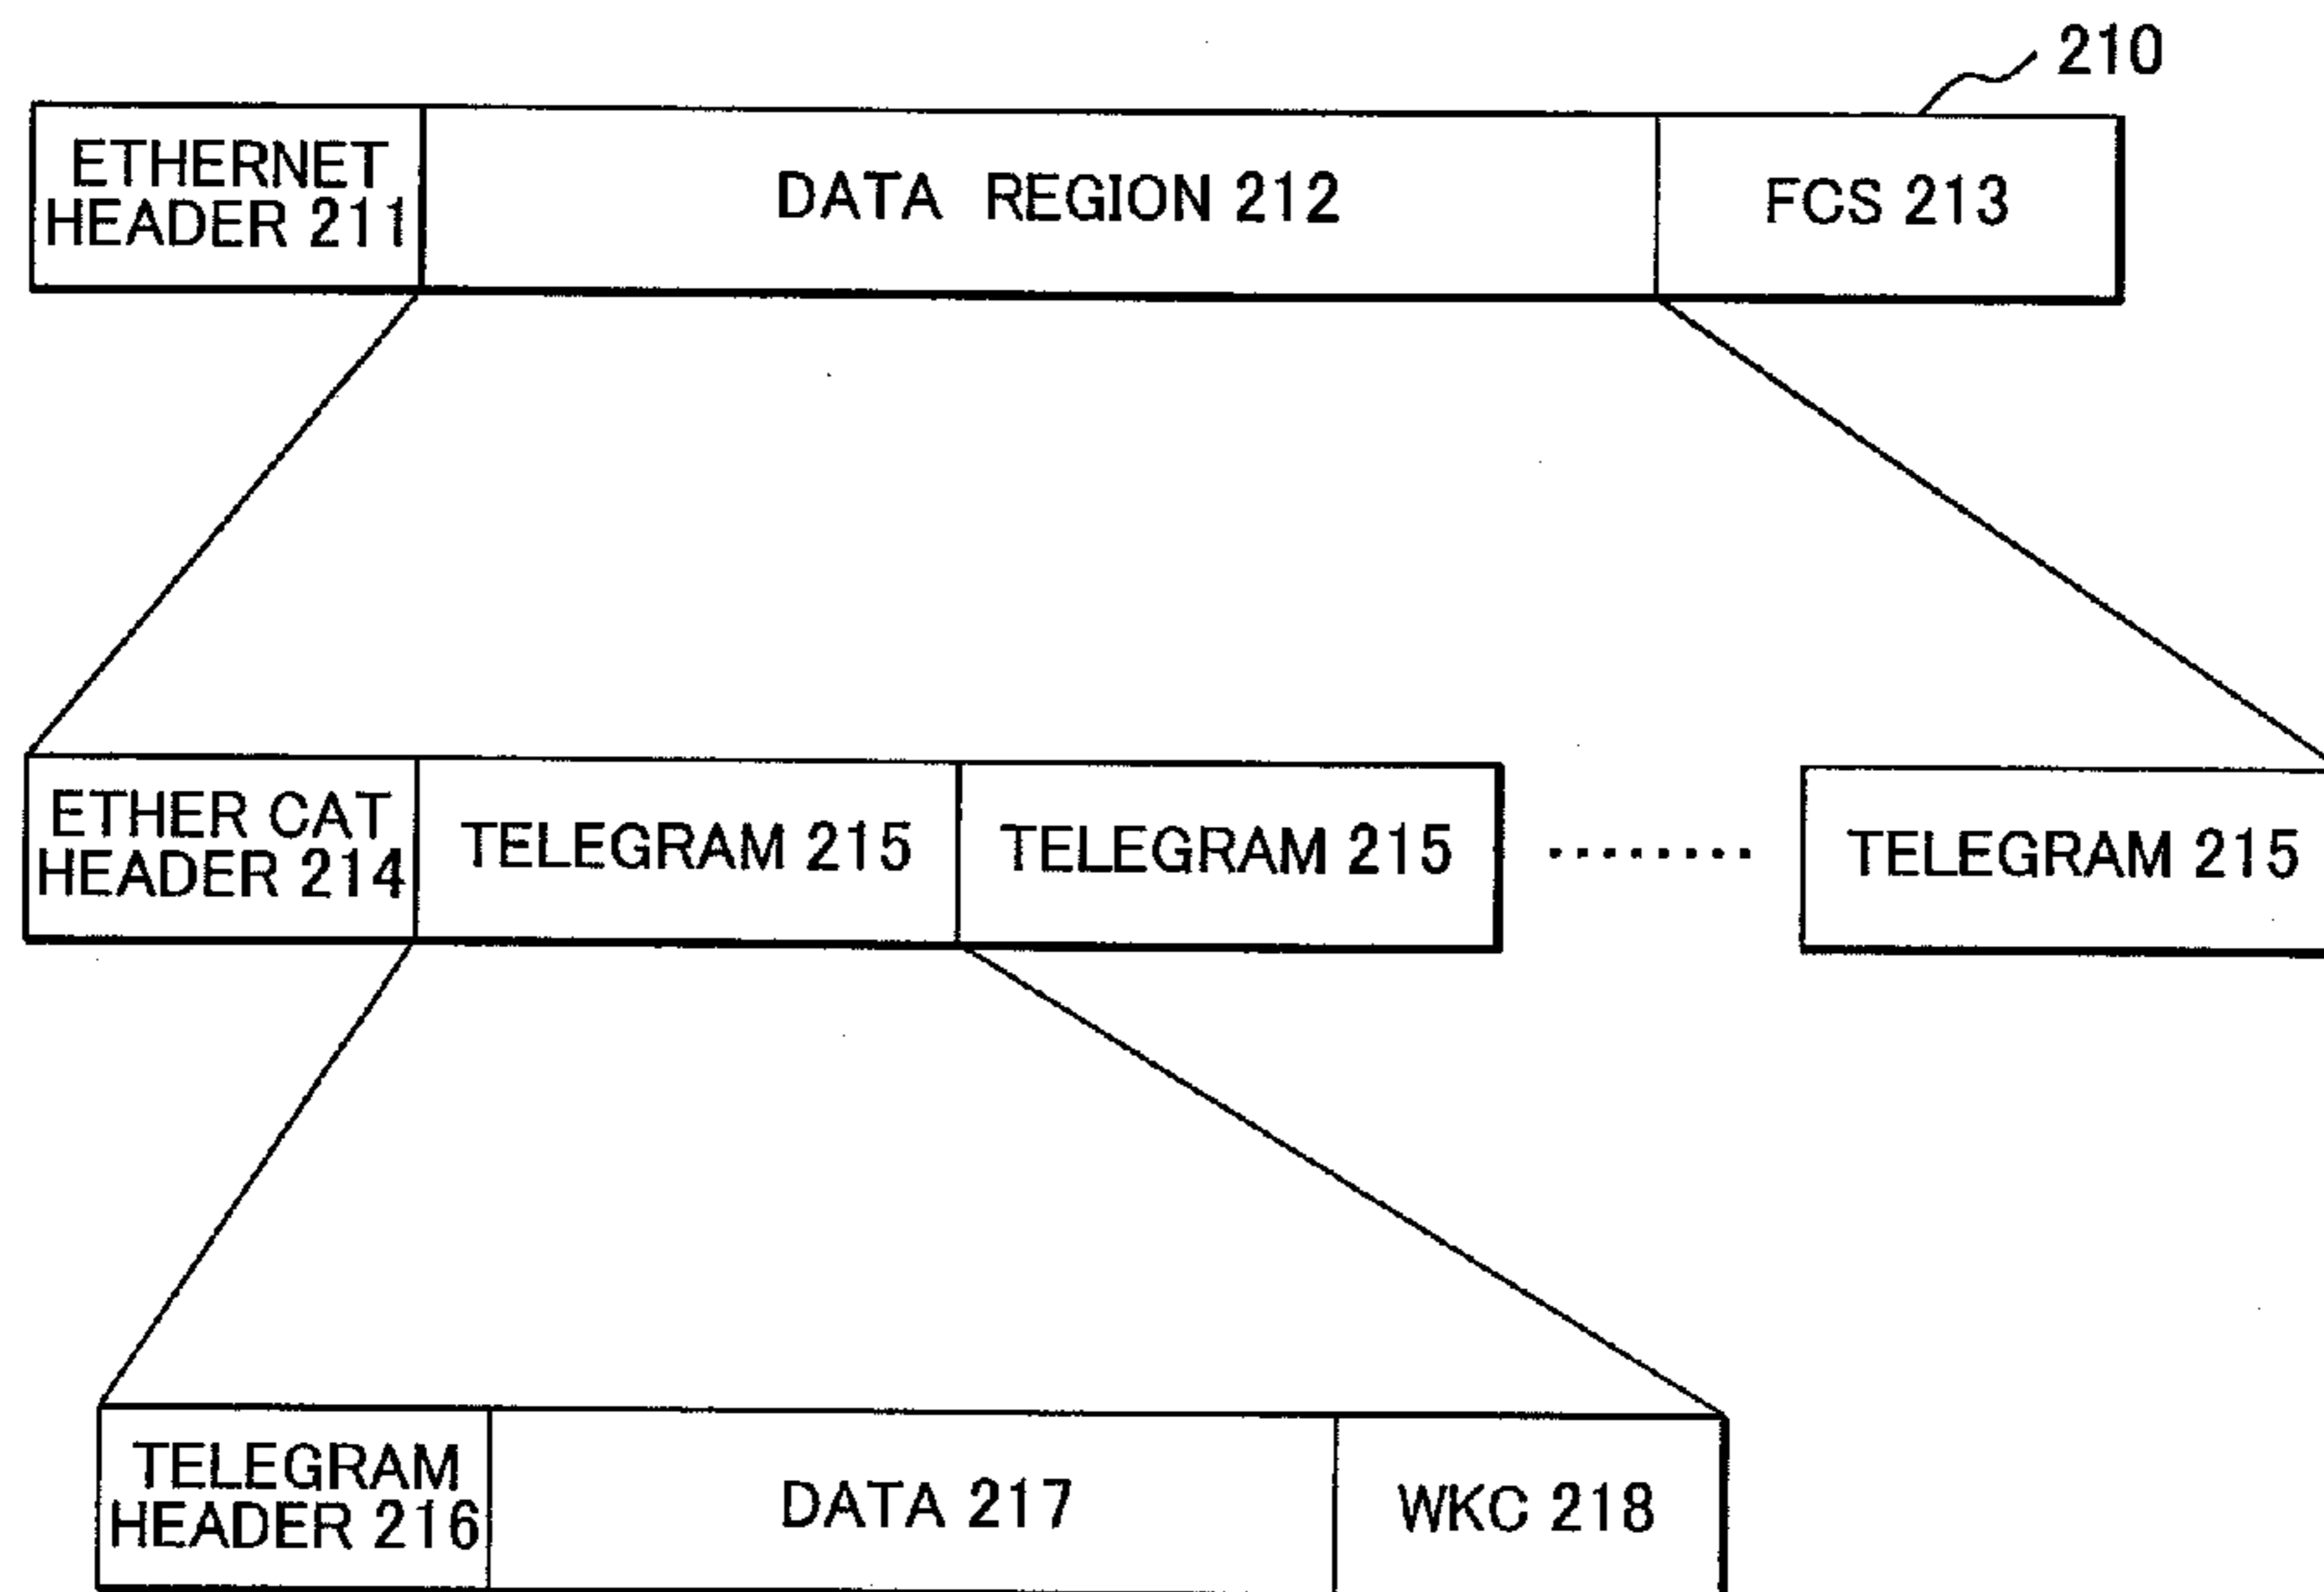 210
ETHERNET
HEADER 211
DATA REGION 212
FCS 213
ETHER CAT
HEADER 214
TELEGRAM 215
TELEGRAM 215
........
TELEGRAM 215
TELEGRAM
HEADER 216
DATA 217
WKC 218